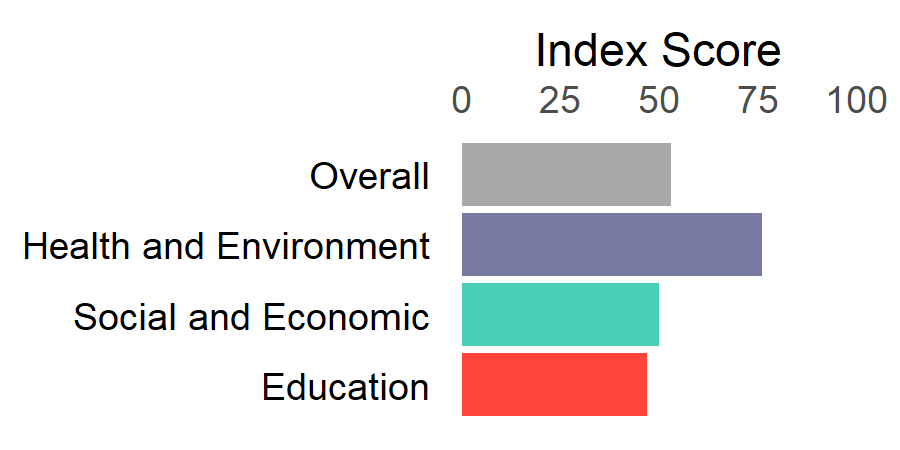 Index Score
0 25 50 75 100
Overall
Health and Environment
Social and Economic
Education